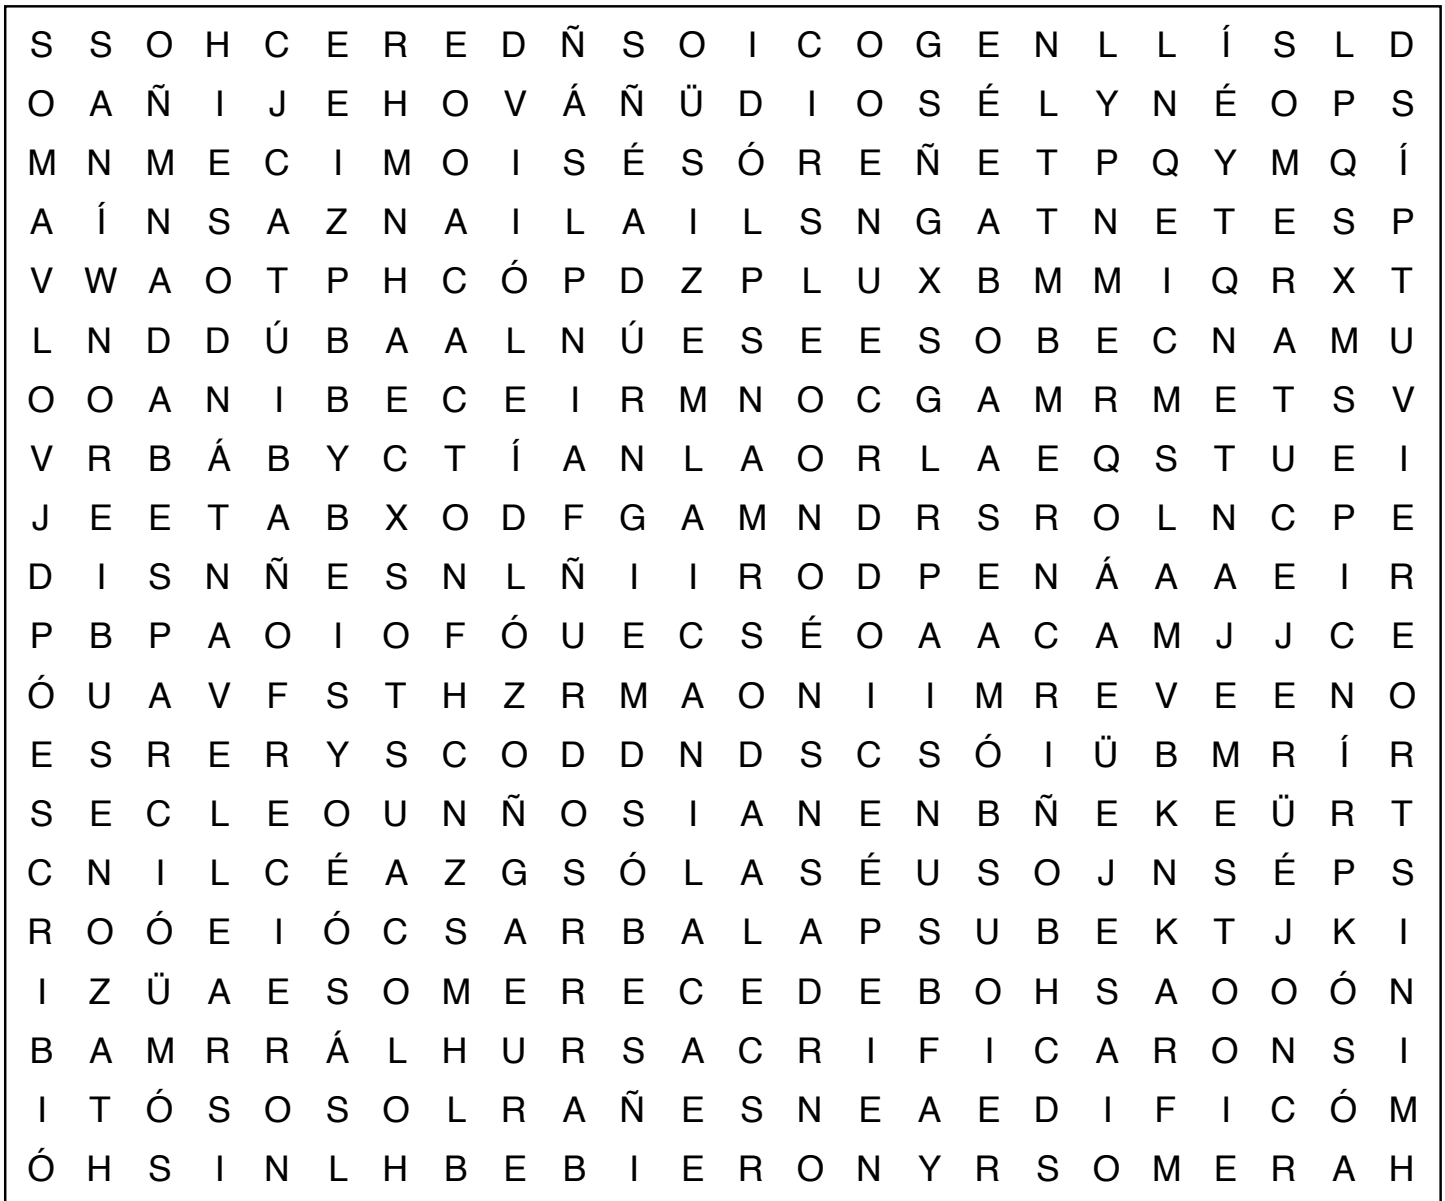 S S O H C E R E D Ñ S O I C O G E N L L Í S L D
O A Ñ I J E H O V Á Ñ Ü D I O S É L Y N É O P S
M N M E C I M O I S É S Ó R E Ñ E T P Q Y M Q Í
A Í N S A Z N A I L A I L S N G A T N E T E S P
V W A O T P H C Ó P D Z P L U X B M M I Q R X T
L N D D Ú B A A L N Ú E S E E S O B E C N A M U
O O A N I B E C E I R M N O C G A M R M E T S V
V R B Á B Y C T Í A N L A O R L A E Q S T U E I
J E E T A B X O D F G A M N D R S R O L N C P E
D I S N Ñ E S N L Ñ I I R O D P E N Á A A E I R
P B P A O I O F Ó U E C S É O A A C A M J J C E
Ó U A V F S T H Z R M A O N I I M R E V E E N O
E S R E R Y S C O D D N D S C S Ó I Ü B M R Í R
S E C L E O U N Ñ O S I A N E N B Ñ E K E Ü R T
C N I L C É A Z G S Ó L A S É U S O J N S É P S
R O Ó E I Ó C S A R B A L A P S U B E K T J K I
I Z Ü A E S O M E R E C E D E B O H S A O O Ó N
B A M R R Á L H U R S A C R I F I C A R O N S I
I T Ó S O S O L R A Ñ E S N E A E D I F I C Ó M
Ó H S I N L H B E B I E R O N Y R S O M E R A H